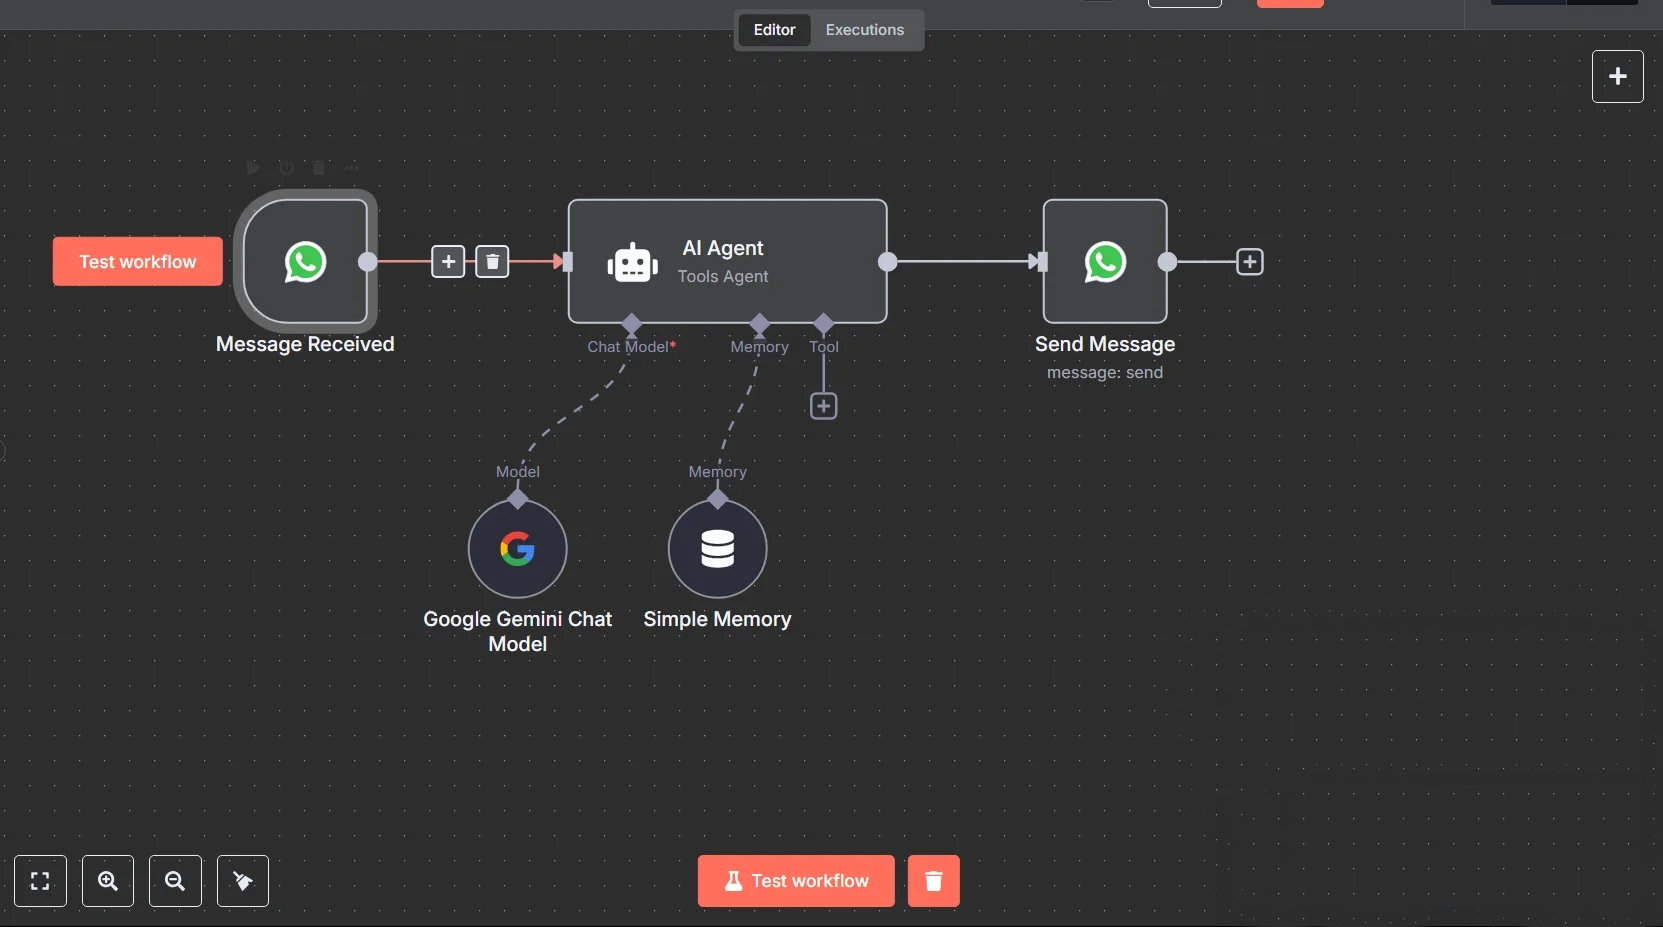 Editor
Executions
Test workflow
AI Agent
Tools Agent
Message Received
Chat Model*
Memory
Tool
Send Message
message: send
Model
Memory
Google Gemini Chat
Model
Simple Memory
Test workflow